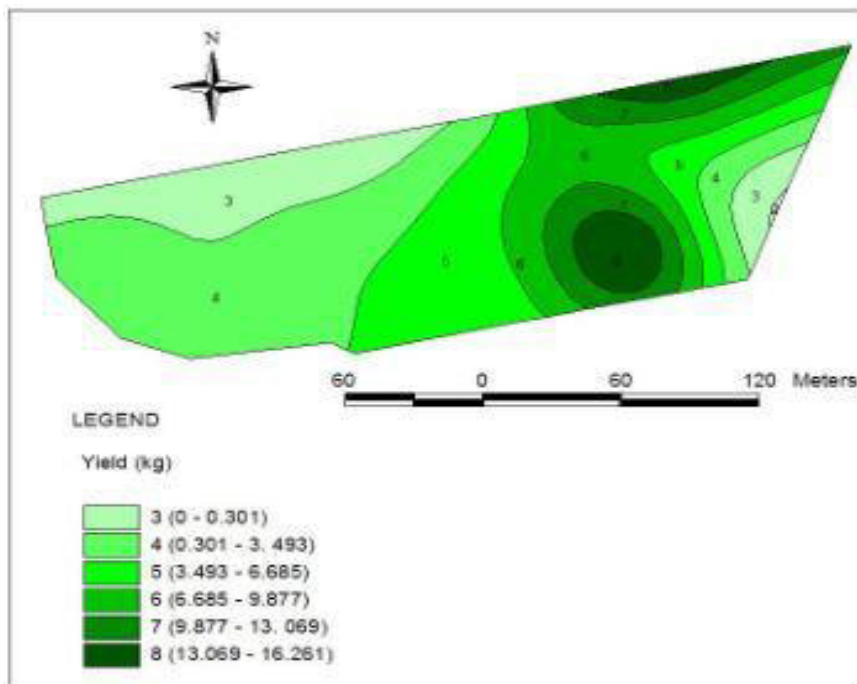 N
8
7
6
5
4
3
3
7
5
6
4
60 0 60 120 Meters
LEGEND
Yield (kg)
3 (0 - 0.301)
4 (0.301 - 3. 493)
5 (3.493 - 6.685)
6 (6.685 - 9.877)
7 (9.877 - 13. 069)
8 (13.069 - 16.261)